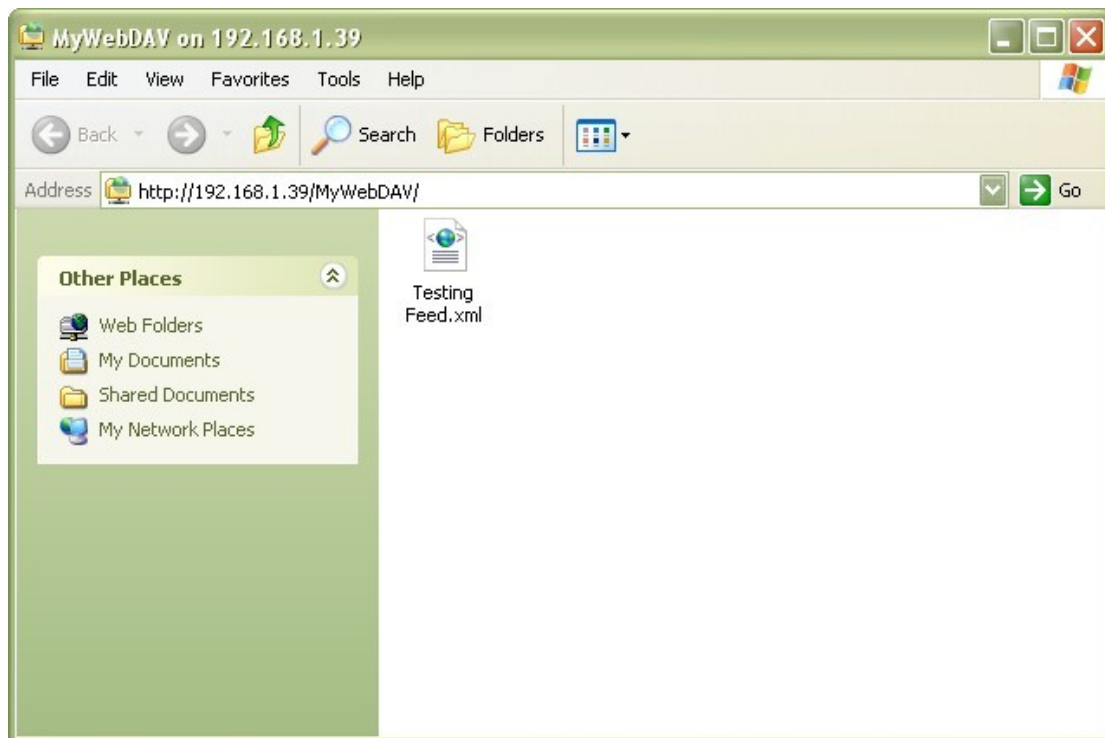 MyWebDAV on 192.168.1.39
File Edit View Favorites Tools Help
Back Search Folders
Address http://192.168.1.39/MyWebDAV/ Go
Other Places
Web Folders
My Documents
Shared Documents
My Network Places
Testing
Feed.xml